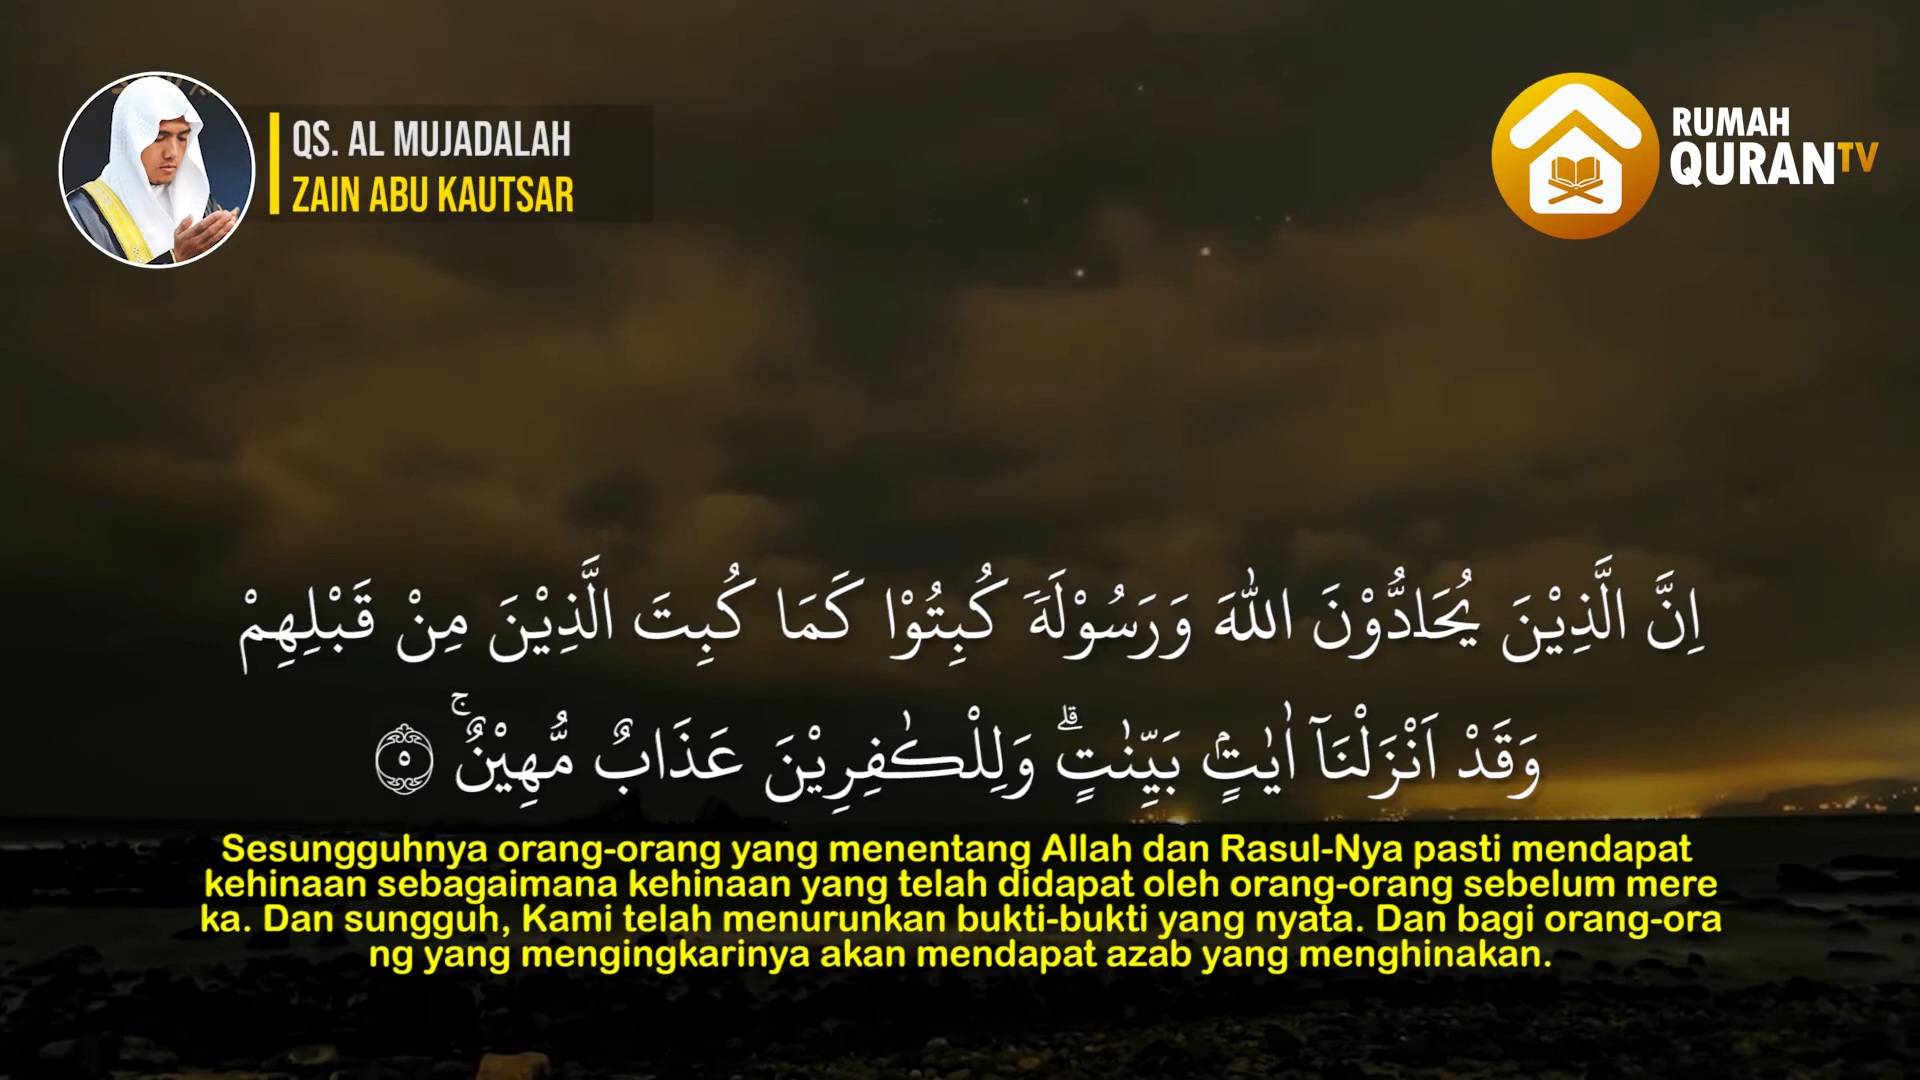 QS. AL MUJADALAH
ZAIN ABU KAUTSAR
RUMAH
QURANTV
اِنَّ الَّذِيْنَ يُحَاۤدُّوْنَ اللّٰهَ وَرَسُوْلَهٗ كُبِتُوْا كَمَا كُبِتَ الَّذِيْنَ مِنْ قَبْلِهِمْ
وَقَدْ اَنْزَلْنَآ اٰيٰتٍۢ بَيِّنٰتٍۗ وَلِلْكٰفِرِيْنَ عَذَابٌ مُّهِيْنٌۚ ٥
Sesungguhnya orang-orang yang menentang Allah dan Rasul-Nya pasti mendapat
kehinaan sebagaimana kehinaan yang telah didapat oleh orang-orang sebelum mere
ka. Dan sungguh, Kami telah menurunkan bukti-bukti yang nyata. Dan bagi orang-ora
ng yang mengingkarinya akan mendapat azab yang menghinakan.